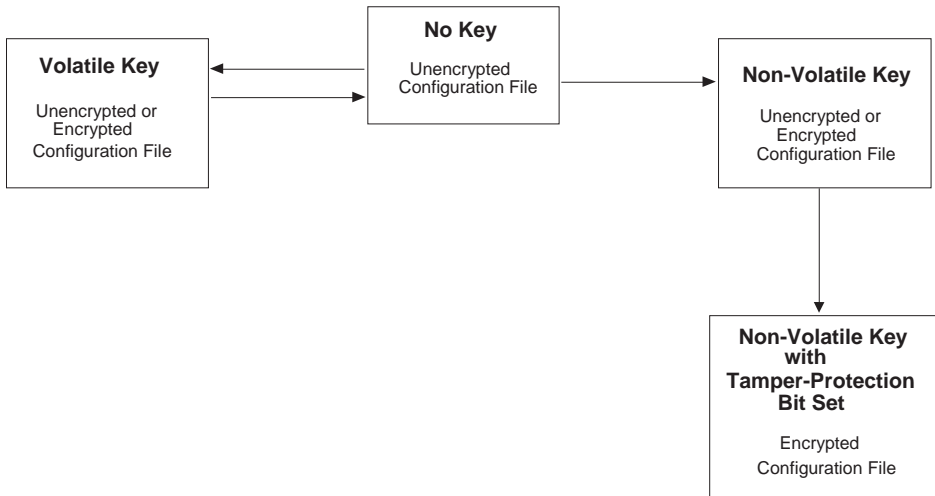 No Key
Unencrypted
Configuration File
Volatile Key
Unencrypted or
Encrypted
Configuration File
Non-Volatile Key
Unencrypted or
Encrypted
Configuration File
Non-Volatile Key
with
Tamper-Protection
Bit Set
Encrypted
Configuration File